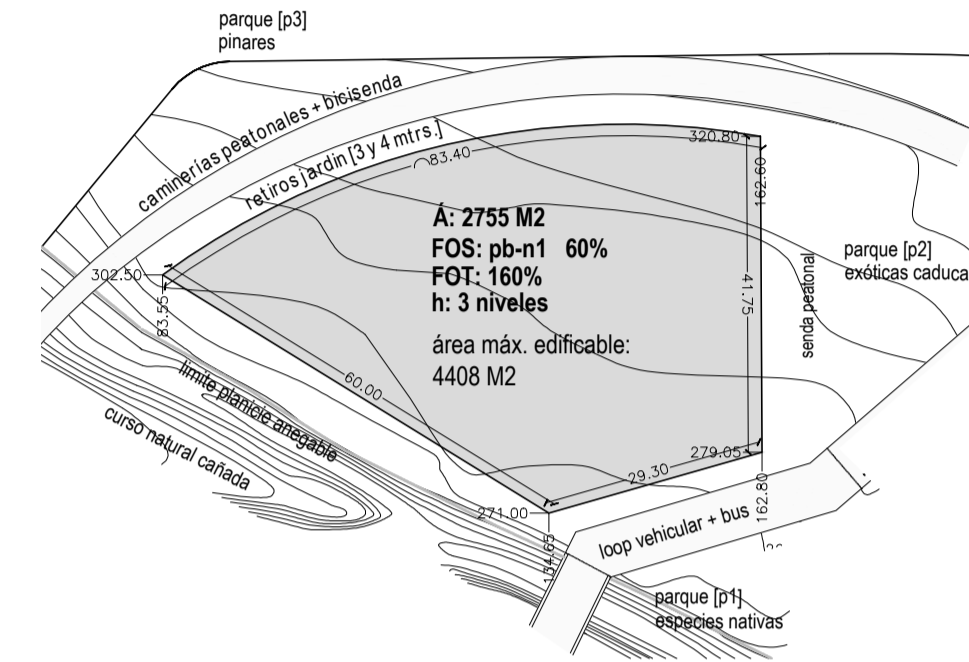 parque [p3]
pinares
caminerías peatonales + bicisenda
retiros jardin [3 y 4 mtrs.]
83.40
320.80
162.60
Á: 2755 M2
FOS: pb-n1 60%
FOT: 160%
h: 3 niveles
área máx. edificable:
4408 M2
302.50
83.55
41.75
senda peatonal
parque [p2]
exóticas caduca
60.00
limite planicie anegable
curso natural cañada
279.05
29.30
162.80
271.00
134.65
loop vehicular + bus
parque [p1]
especies nativas